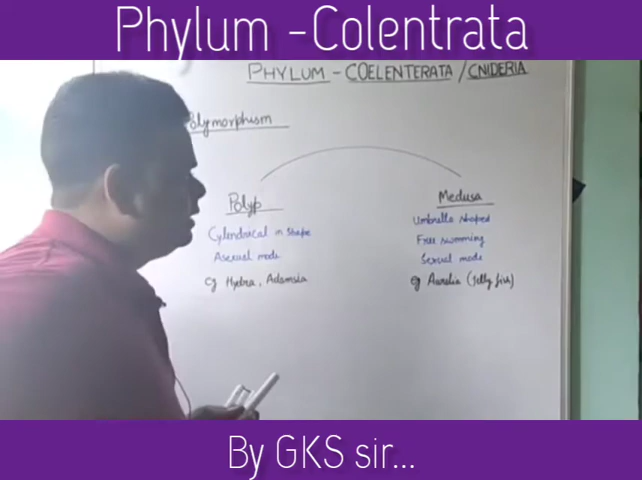 Phylum -Colentrata
PHYLUM - COELENTERATA / CNIDERIA
Polymorphism
Polyp
Cylendrical in shape
Asexual mode
eg Hydra, Adamsia
Medusa
Umbrella shaped
Free swimming
Sexual mode
eg Aurelia (Jelly fish)
By GKS sir...